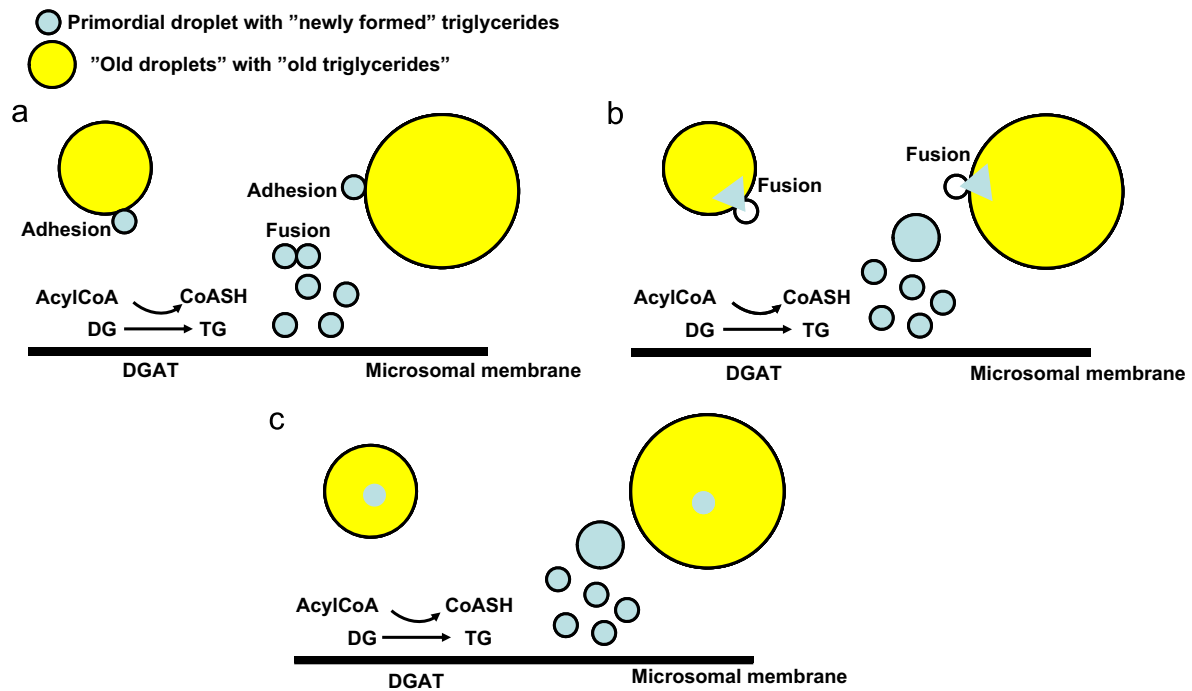 Primordial droplet with ”newly formed” triglycerides
”Old droplets” with ”old triglycerides”
a
Adhesion
Adhesion
Fusion
AcylCoA CoASH
DG TG
DGAT
Microsomal membrane
b
Fusion
Fusion
AcylCoA CoASH
DG TG
DGAT
Microsomal membrane
c
AcylCoA CoASH
DG TG
DGAT
Microsomal membrane